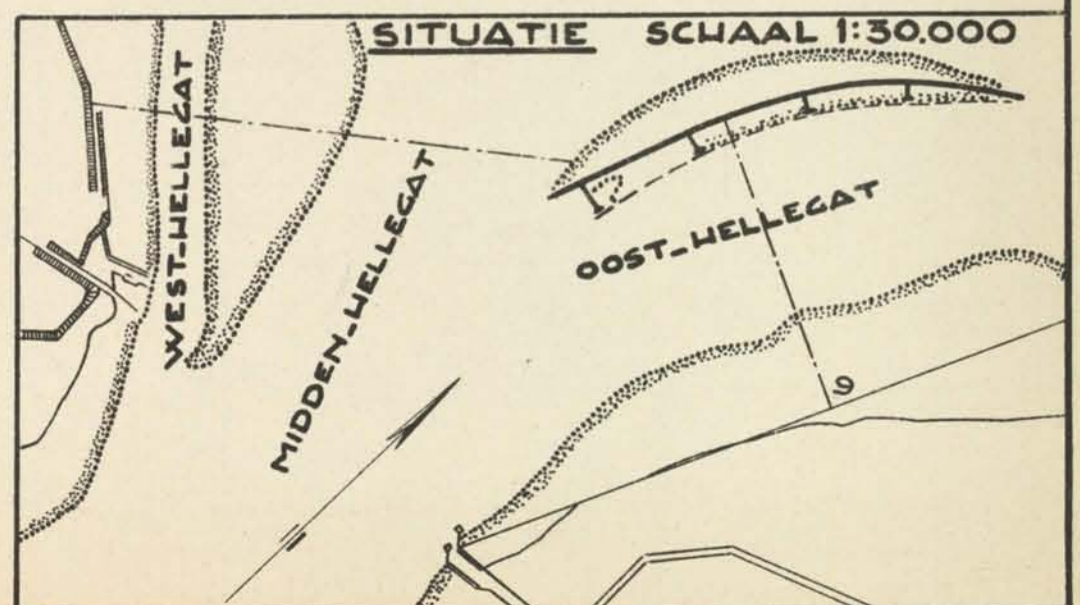 SITUATIE SCHAAL 1:30.000
WEST-HELLEGAT
MIDDEN-HELLEGAT
OOST-HELLEGAT
9